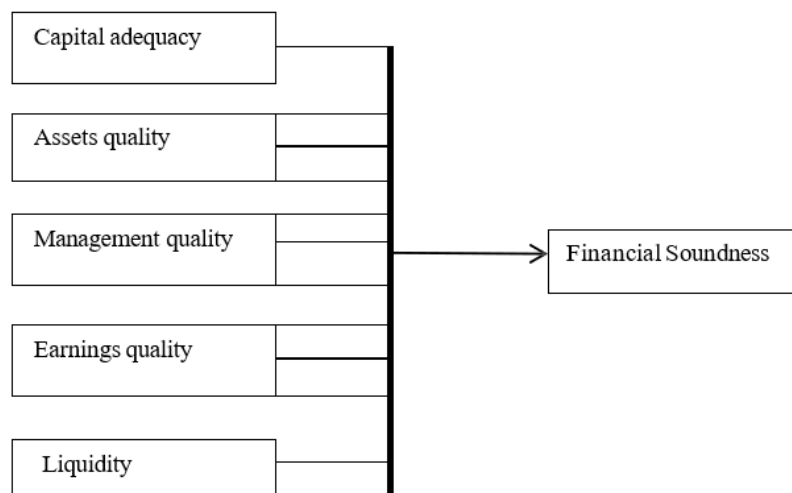 Capital adequacy
Assets quality
Management quality
Financial Soundness
Earnings quality
Liquidity